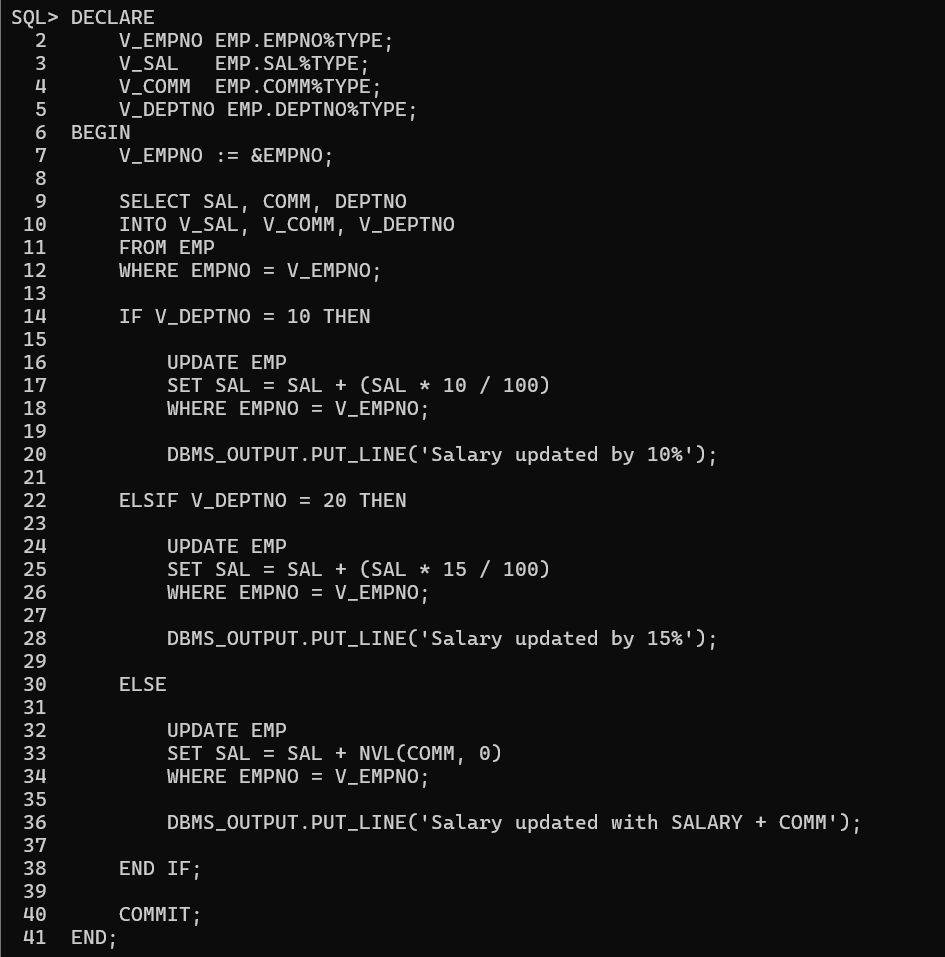 SQL> DECLARE
  2      V_EMPNO EMP.EMPNO%TYPE;
  3      V_SAL   EMP.SAL%TYPE;
  4      V_COMM  EMP.COMM%TYPE;
  5      V_DEPTNO EMP.DEPTNO%TYPE;
  6  BEGIN
  7      V_EMPNO := &EMPNO;
  8
  9      SELECT SAL, COMM, DEPTNO
 10      INTO V_SAL, V_COMM, V_DEPTNO
 11      FROM EMP
 12      WHERE EMPNO = V_EMPNO;
 13
 14      IF V_DEPTNO = 10 THEN
 15
 16          UPDATE EMP
 17          SET SAL = SAL + (SAL * 10 / 100)
 18          WHERE EMPNO = V_EMPNO;
 19
 20          DBMS_OUTPUT.PUT_LINE('Salary updated by 10%');
 21
 22      ELSIF V_DEPTNO = 20 THEN
 23
 24          UPDATE EMP
 25          SET SAL = SAL + (SAL * 15 / 100)
 26          WHERE EMPNO = V_EMPNO;
 27
 28          DBMS_OUTPUT.PUT_LINE('Salary updated by 15%');
 29
 30      ELSE
 31
 32          UPDATE EMP
 33          SET SAL = SAL + NVL(COMM, 0)
 34          WHERE EMPNO = V_EMPNO;
 35
 36          DBMS_OUTPUT.PUT_LINE('Salary updated with SALARY + COMM');
 37
 38      END IF;
 39
 40      COMMIT;
 41  END;